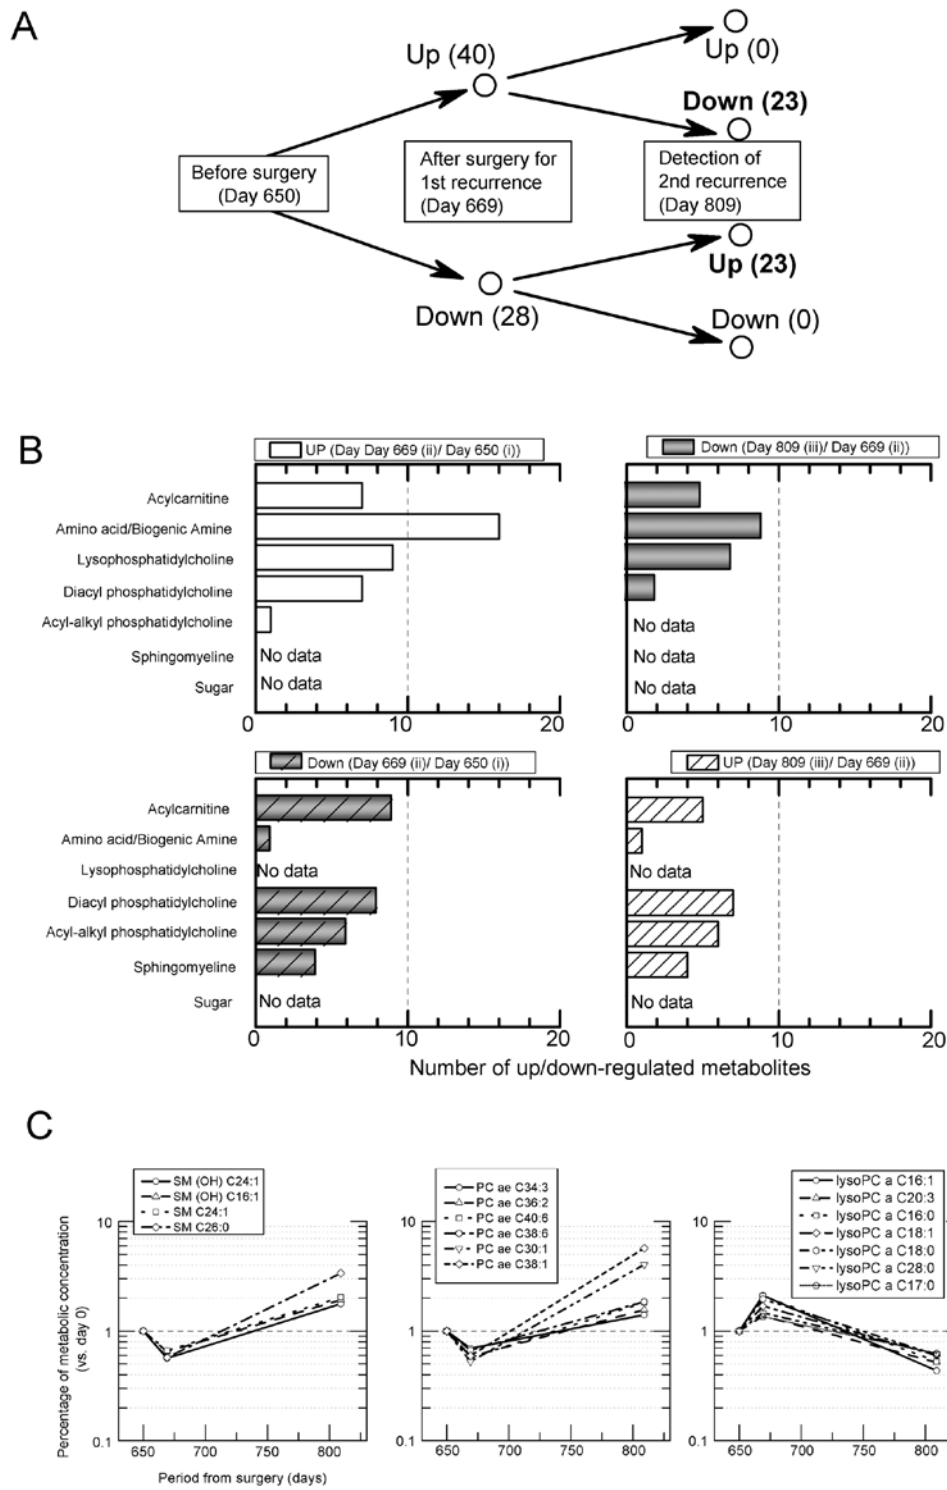 A
Up (40)
Up (0)
Down (23)
Before surgery
(Day 650)
After surgery for
1st recurrence
(Day 669)
Detection of
2nd recurrence
(Day 809)
Up (23)
Down (28)
Down (0)
B
UP (Day Day 669 (ii)/ Day 650 (i))
Acylcarnitine
Amino acid/Biogenic Amine
Lysophosphatidylcholine
Diacyl phosphatidylcholine
Acyl-alkyl phosphatidylcholine
Sphingomyeline
No data
Sugar
No data
0 10 20
Down (Day 809 (iii)/ Day 669 (ii))
No data
No data
No data
0 10 20
Down (Day 669 (ii)/ Day 650 (i))
Acylcarnitine
Amino acid/Biogenic Amine
Lysophosphatidylcholine
No data
Diacyl phosphatidylcholine
Acyl-alkyl phosphatidylcholine
Sphingomyeline
Sugar
No data
0 10 20
UP (Day 809 (iii)/ Day 669 (ii))
No data
No data
0 10 20
Number of up/down-regulated metabolites
C
Percentage of metabolic concentration
(vs. day 0)
SM (OH) C24:1
SM (OH) C16:1
SM C24:1
SM C26:0
10
1
0.1
650 700 750 800
Period from surgery (days)
PC ae C34:3
PC ae C36:2
PC ae C40:6
PC ae C38:6
PC ae C30:1
PC ae C38:1
10
1
0.1
650 700 750 800
lysoPC a C16:1
lysoPC a C20:3
lysoPC a C16:0
lysoPC a C18:1
lysoPC a C18:0
lysoPC a C28:0
lysoPC a C17:0
10
1
0.1
650 700 750 800